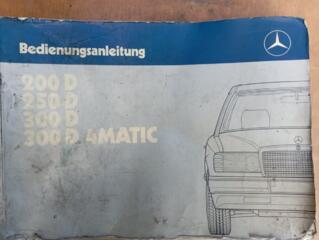 Bedienungsanleitung
200 D
250 D
300 D
300 D 4MATIC